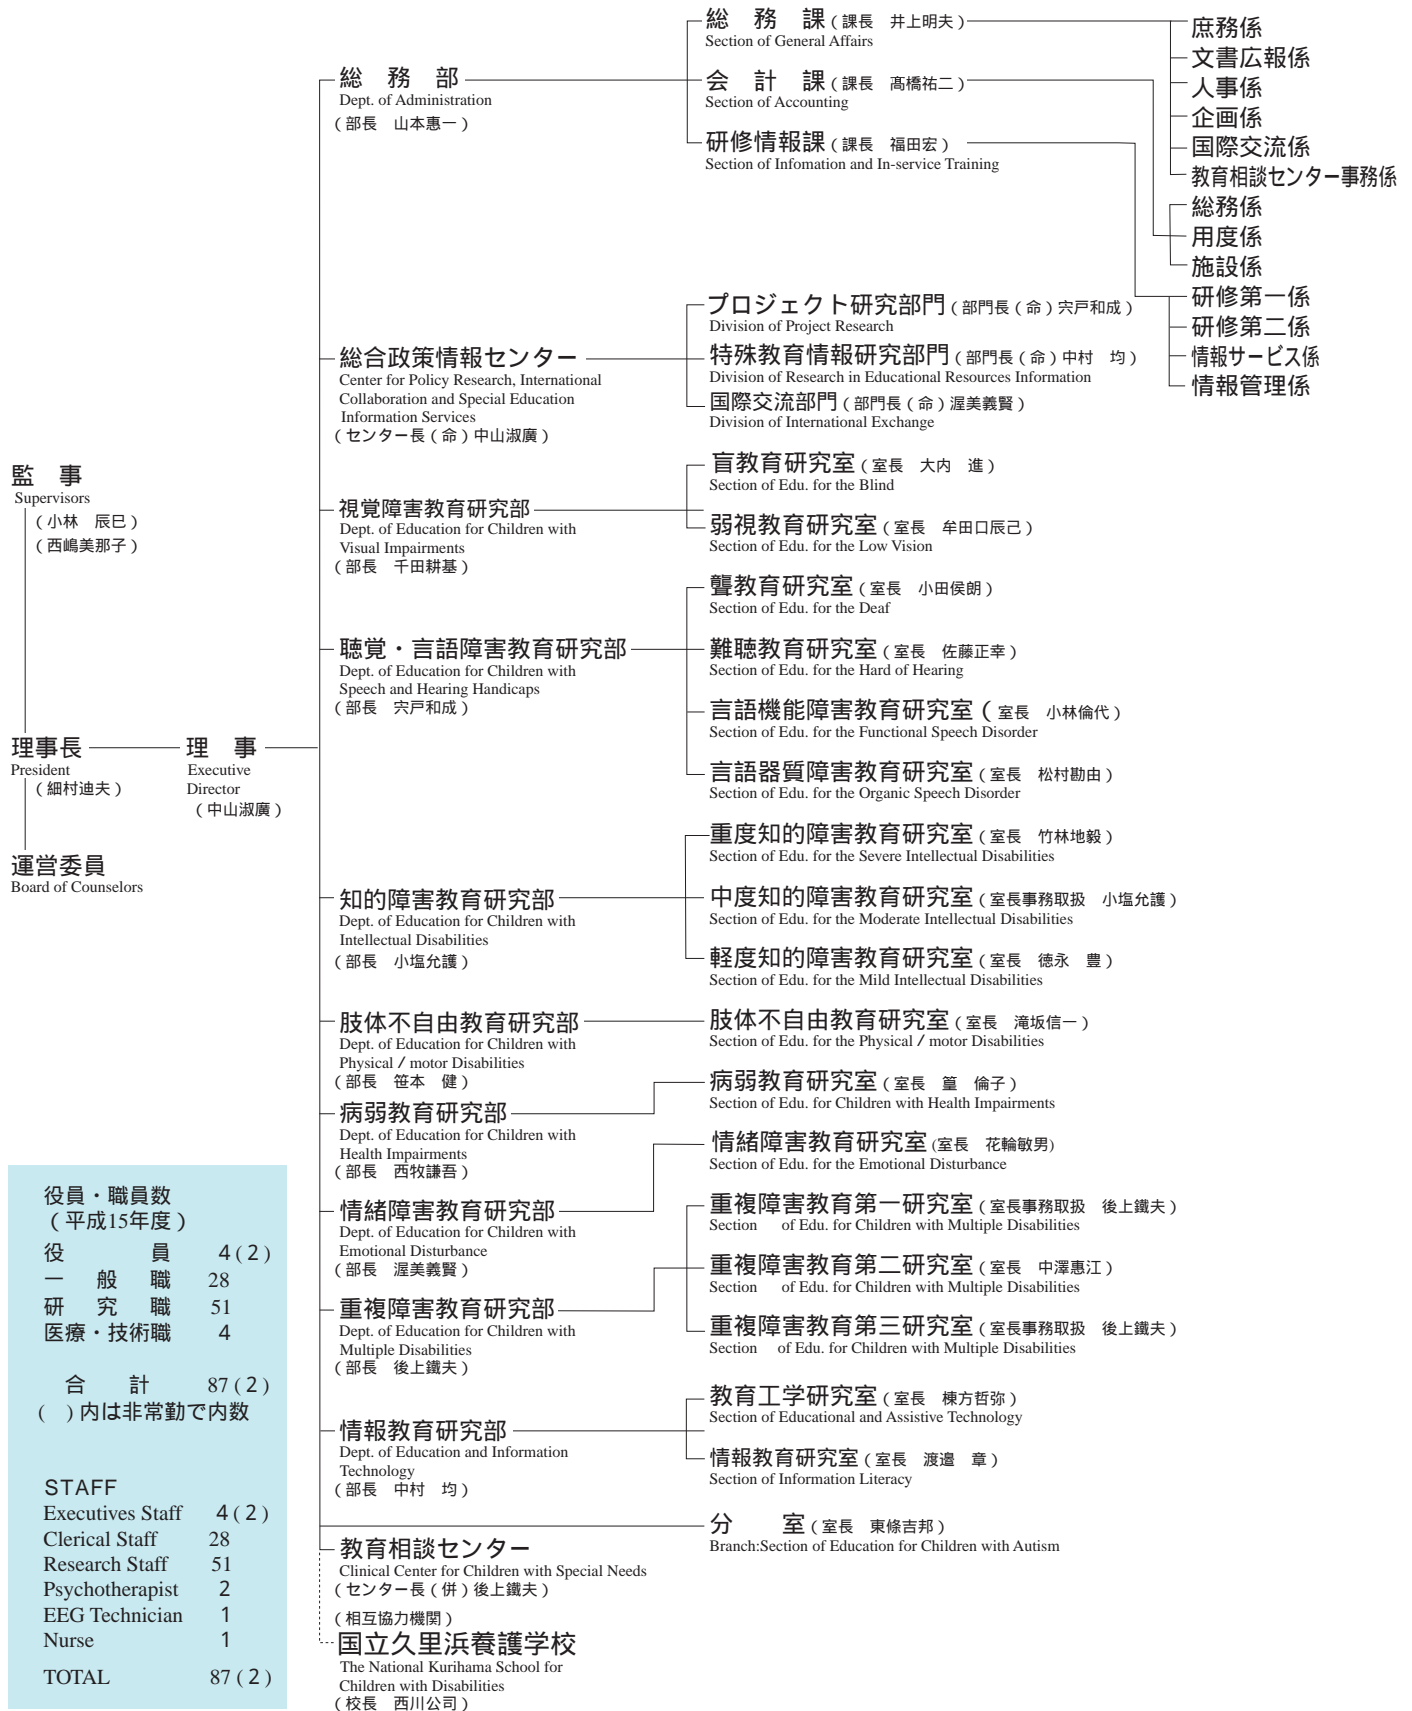 監　事
Supervisors
（小林　辰巳）
（西嶋美那子）
理事長
President
（細村迪夫）
運営委員
Board of Counselors
理　事
Executive
Director
（中山淑廣）
総　務　部
Dept. of Administration
（部長　山本惠一）
総　務　課（課長　井上明夫）
Section of General Affairs
会　計　課（課長　髙橋祐二）
Section of Accounting
研修情報課（課長　福田宏）
Section of Infomation and In-service Training
庶務係
文書広報係
人事係
企画係
国際交流係
教育相談センター事務係
総務係
用度係
施設係
研修第一係
研修第二係
情報サービス係
情報管理係
総合政策情報センター
Center for Policy Research, International
Collaboration and Special Education
Information Services
（センター長（命）中山淑廣）
プロジェクト研究部門（部門長（命）宍戸和成）
Division of Project Research
特殊教育情報研究部門（部門長（命）中村　均）
Division of Research in Educational Resources Information
国際交流部門（部門長（命）渥美義賢）
Division of International Exchange
視覚障害教育研究部
Dept. of Education for Children with
Visual Impairments
（部長　千田耕基）
盲教育研究室（室長　大内　進）
Section of Edu. for the Blind
弱視教育研究室（室長　牟田口辰己）
Section of Edu. for the Low Vision
聴覚・言語障害教育研究部
Dept. of Education for Children with
Speech and Hearing Handicaps
（部長　宍戸和成）
聾教育研究室（室長　小田侯朗）
Section of Edu. for the Deaf
難聴教育研究室（室長　佐藤正幸）
Section of Edu. for the Hard of Hearing
言語機能障害教育研究室（室長　小林倫代）
Section of Edu. for the Functional Speech Disorder
言語器質障害教育研究室（室長　松村勘由）
Section of Edu. for the Organic Speech Disorder
知的障害教育研究部
Dept. of Education for Children with
Intellectual Disabilities
（部長　小塩允護）
重度知的障害教育研究室（室長　竹林地毅）
Section of Edu. for the Severe Intellectual Disabilities
中度知的障害教育研究室（室長事務取扱　小塩允護）
Section of Edu. for the Moderate Intellectual Disabilities
軽度知的障害教育研究室（室長　徳永　豊）
Section of Edu. for the Mild Intellectual Disabilities
肢体不自由教育研究部
Dept. of Education for Children with
Physical / motor Disabilities
（部長　笹本　健）
肢体不自由教育研究室（室長　滝坂信一）
Section of Edu. for the Physical / motor Disabilities
病弱教育研究部
Dept. of Education for Children with
Health Impairments
（部長　西牧謙吾）
病弱教育研究室（室長　篁　倫子）
Section of Edu. for Children with Health Impairments
情緒障害教育研究部
Dept. of Education for Children with
Emotional Disturbance
（部長　渥美義賢）
情緒障害教育研究室(室長　花輪敏男)
Section of Edu. for the Emotional Disturbance
重複障害教育研究部
Dept. of Education for Children with
Multiple Disabilities
（部長　後上鐵夫）
重複障害教育第一研究室（室長事務取扱　後上鐵夫）
Section　of Edu. for Children with Multiple Disabilities
重複障害教育第二研究室（室長　中澤惠江）
Section　of Edu. for Children with Multiple Disabilities
重複障害教育第三研究室（室長事務取扱　後上鐵夫）
Section　of Edu. for Children with Multiple Disabilities
情報教育研究部
Dept. of Education and Information
Technology
（部長　中村　均）
教育工学研究室（室長　棟方哲弥）
Section of Educational and Assistive Technology
情報教育研究室（室長　渡邉　章）
Section of Information Literacy
分　　室（室長　東條吉邦）
Branch:Section of Education for Children with Autism
教育相談センター
Clinical Center for Children with Special Needs
（センター長（併）後上鐵夫）
（相互協力機関）
国立久里浜養護学校
The National Kurihama School for
Children with Disabilities
（校長　西川公司）
役員・職員数
（平成15年度）
役　　　員　4（2）
一　般　職　28
研　究　職　51
医療・技術職　4
合　　計　87（2）
（　）内は非常勤で内数
STAFF
Executives Staff　4（2）
Clerical Staff　28
Research Staff　51
Psychotherapist　2
EEG Technician　1
Nurse　1
TOTAL　87（2）